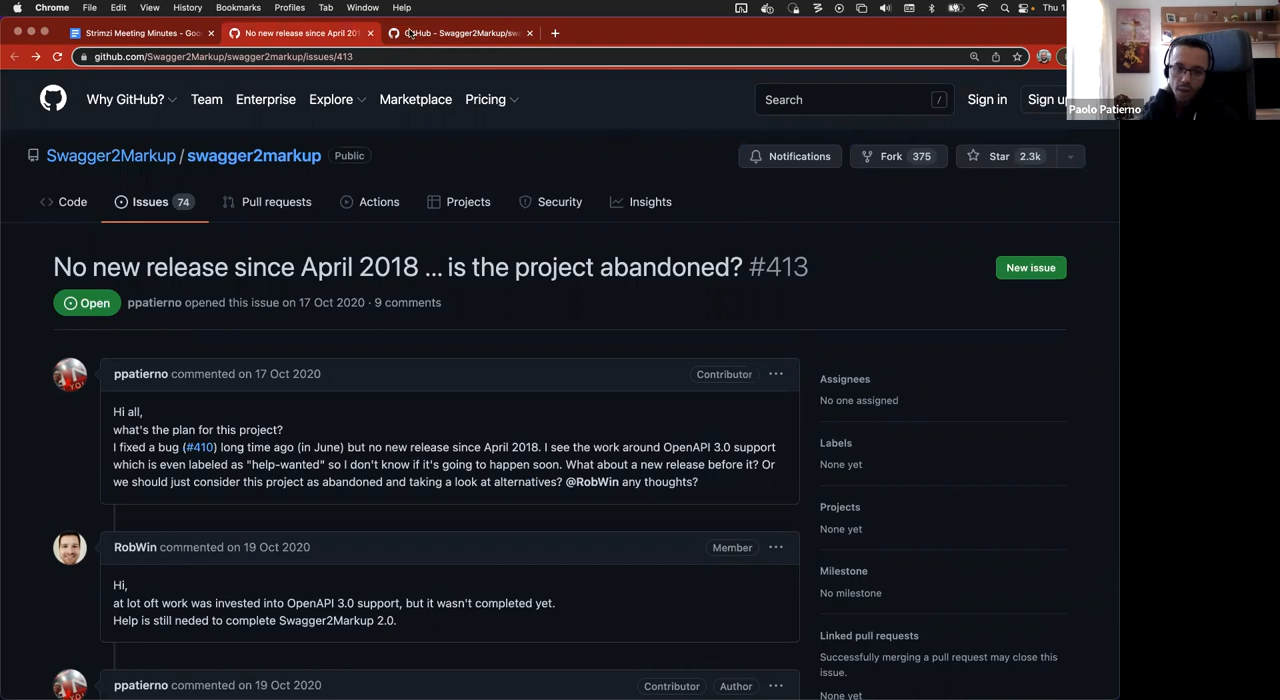 Chrome File Edit View History Bookmarks Profiles Tab Window Help Thu 1
Strimzi Meeting Minutes - Goo No new release since April 201 GitHub - Swagger2Markup/sw
github.com/Swagger2Markup/swagger2markup/issues/413
Paolo Patierno
Why GitHub? Team Enterprise Explore Marketplace Pricing Search / Sign in Sign u
Swagger2Markup / swagger2markup Public Notifications Fork 375 Star 2.3k
Code Issues 74 Pull requests Actions Projects Security Insights
No new release since April 2018 ... is the project abandoned? #413 New issue
Open ppatierno opened this issue on 17 Oct 2020 · 9 comments
ppatierno commented on 17 Oct 2020 Contributor ...
Hi all,
what's the plan for this project?
I fixed a bug (#410) long time ago (in June) but no new release since April 2018. I see the work around OpenAPI 3.0 support
which is even labeled as "help-wanted" so I don't know if it's going to happen soon. What about a new release before it? Or
we should just consider this project as abandoned and taking a look at alternatives? @RobWin any thoughts?
RobWin commented on 19 Oct 2020 Member ...
Hi,
at lot oft work was invested into OpenAPI 3.0 support, but it wasn't completed yet.
Help is still neded to complete Swagger2Markup 2.0.
ppatierno commented on 19 Oct 2020 Contributor Author ...
Assignees
No one assigned
Labels
None yet
Projects
None yet
Milestone
No milestone
Linked pull requests
Successfully merging a pull request may close this
issue.
None yet